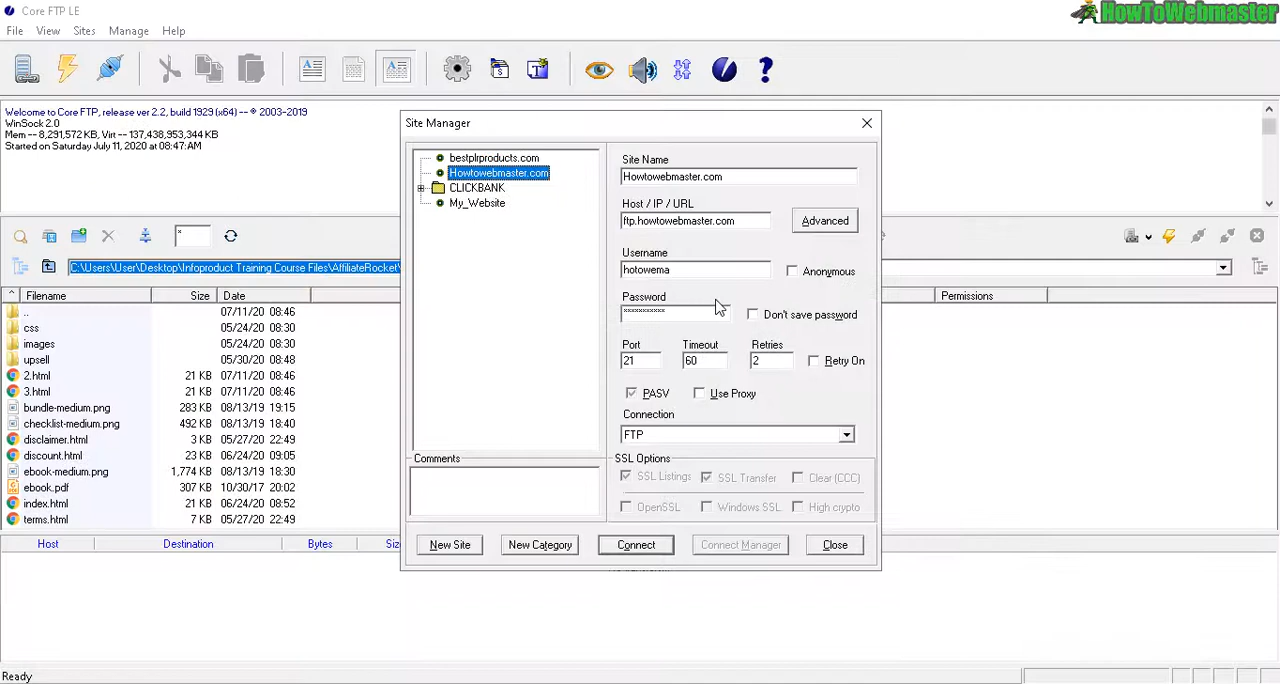 Core FTP LE
HowToWebmaster
File View Sites Manage Help
Welcome to Core FTP, release ver 2.2, build 1929 (x64) -- © 2003-2019
WinSock 2.0
Mem -- 8,291,572 KB, Virt -- 137,438,953,344 KB
Started on Saturday July 11, 2020 at 08:47:AM
*
C:\Users\User\Desktop\Infoproduct Training Course Files\AffiliateRocket\
Filename Size Date Permissions
.. 07/11/20 08:46
css 05/24/20 08:30
images 05/24/20 08:30
upsell 05/30/20 08:48
2.html 21 KB 07/11/20 08:46
3.html 21 KB 07/11/20 08:46
bundle-medium.png 283 KB 08/13/19 19:15
checklist-medium.png 492 KB 08/13/19 18:40
disclaimer.html 3 KB 05/27/20 22:49
discount.html 23 KB 06/24/20 09:05
ebook-medium.png 1,774 KB 08/13/19 18:30
ebook.pdf 307 KB 10/30/17 20:02
index.html 21 KB 06/24/20 08:52
terms.html 7 KB 05/27/20 22:49
Host Destination Bytes
Site Manager
bestplrproducts.com
Howtowebmaster.com
CLICKBANK
My_Website
Comments
Site Name
Howtowebmaster.com
Host / IP / URL
ftp.howtowebmaster.com
Advanced
Username
hotowema
Anonymous
Password
***********
Don't save password
Port Timeout Retries
21 60 2 Retry On
PASV Use Proxy
Connection
FTP
SSL Options
SSL Listings SSL Transfer Clear (CCC)
OpenSSL Windows SSL High crypto
New Site New Category Connect Connect Manager Close
Ready